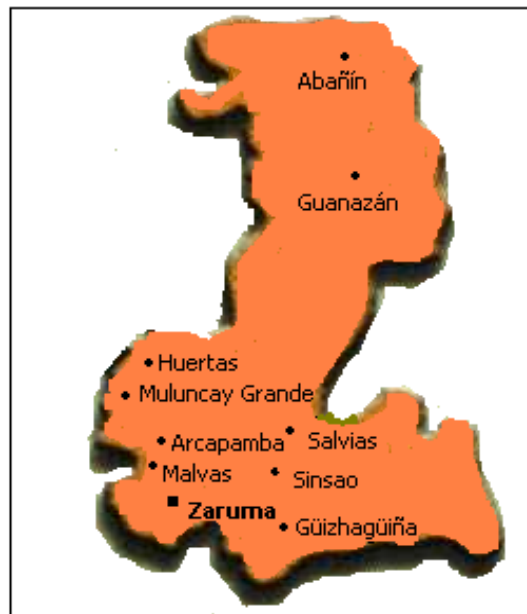 Abañín
Guanazán
Huertas
Muluncay Grande
Arcapamba
Salvias
Malvas
Sinsao
Zaruma
Güizhagüiña